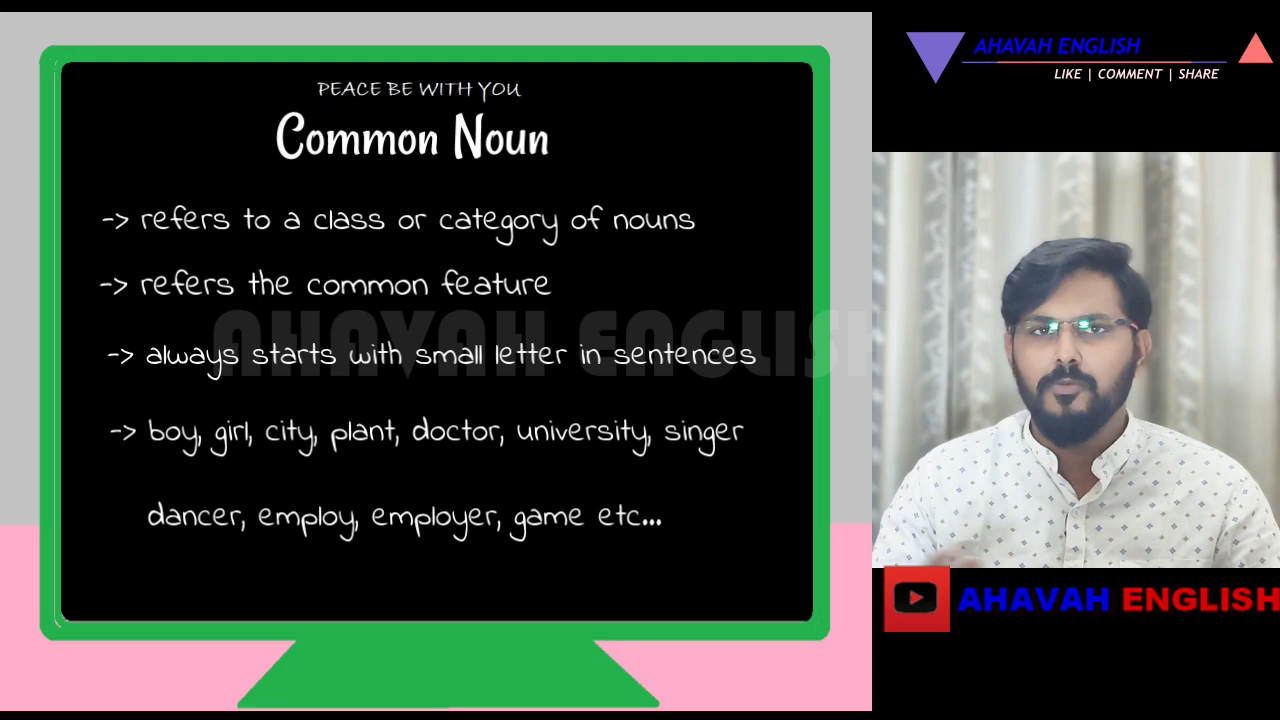 PEACE BE WITH YOU
Common Noun
-> refers to a class or category of nouns
-> refers the common feature
-> always starts with small letter in sentences
-> boy, girl, city, plant, doctor, university, singer
dancer, employ, employer, game etc...
AHAVAH ENGLISH
AHAVAH ENGLISH
LIKE | COMMENT | SHARE
AHAVAH ENGLISH